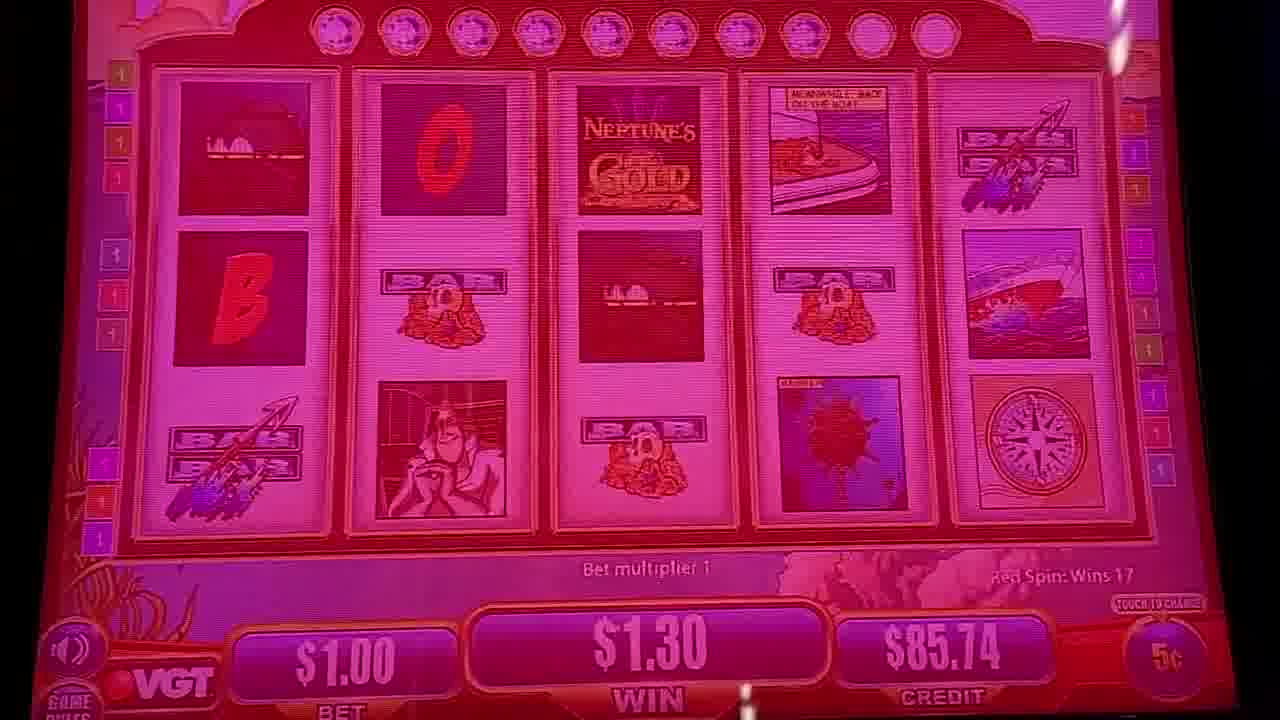 MEANWHILE, BACK
ON THE BOAT
O
NEPTUNE'S
GOLD
BAR
BAR
B
BAR
BAR
BAR
BAR
BAR
Bet multiplier 1
Red Spin: Wins 17
TOUCH TO CHANGE
$1.00
$1.30
$85.74
5¢
VGT
GAME
RULES
BET
WIN
CREDIT